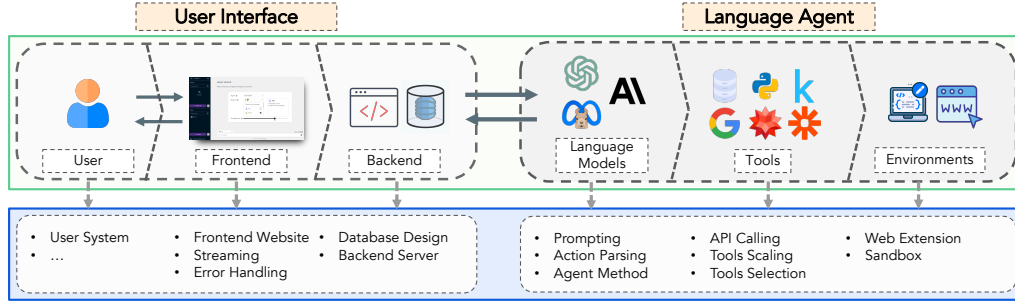 User Interface
Language Agent
</>
WWW
User
Frontend
Backend
Language
Models
Tools
Environments
• User System
• …
• Frontend Website
• Streaming
• Error Handling
• Database Design
• Backend Server
• Prompting
• Action Parsing
• Agent Method
• API Calling
• Tools Scaling
• Tools Selection
• Web Extension
• Sandbox